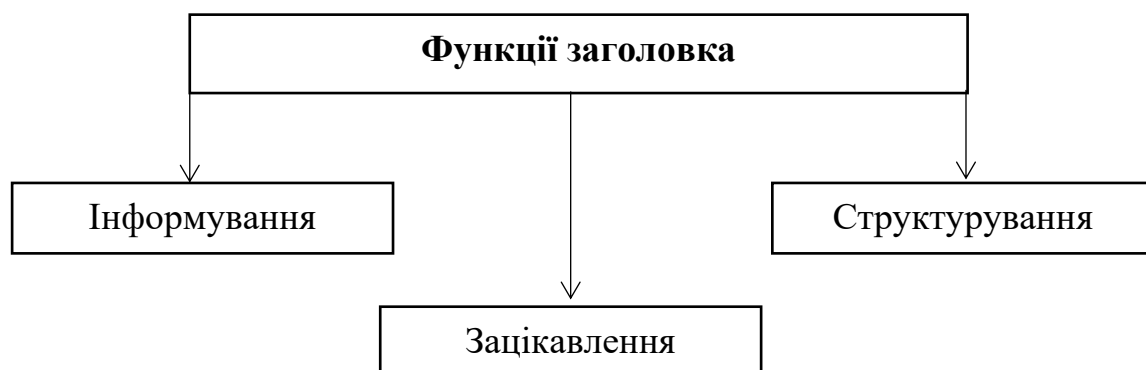 Функції заголовка
Інформування
Структурування
Зацікавлення